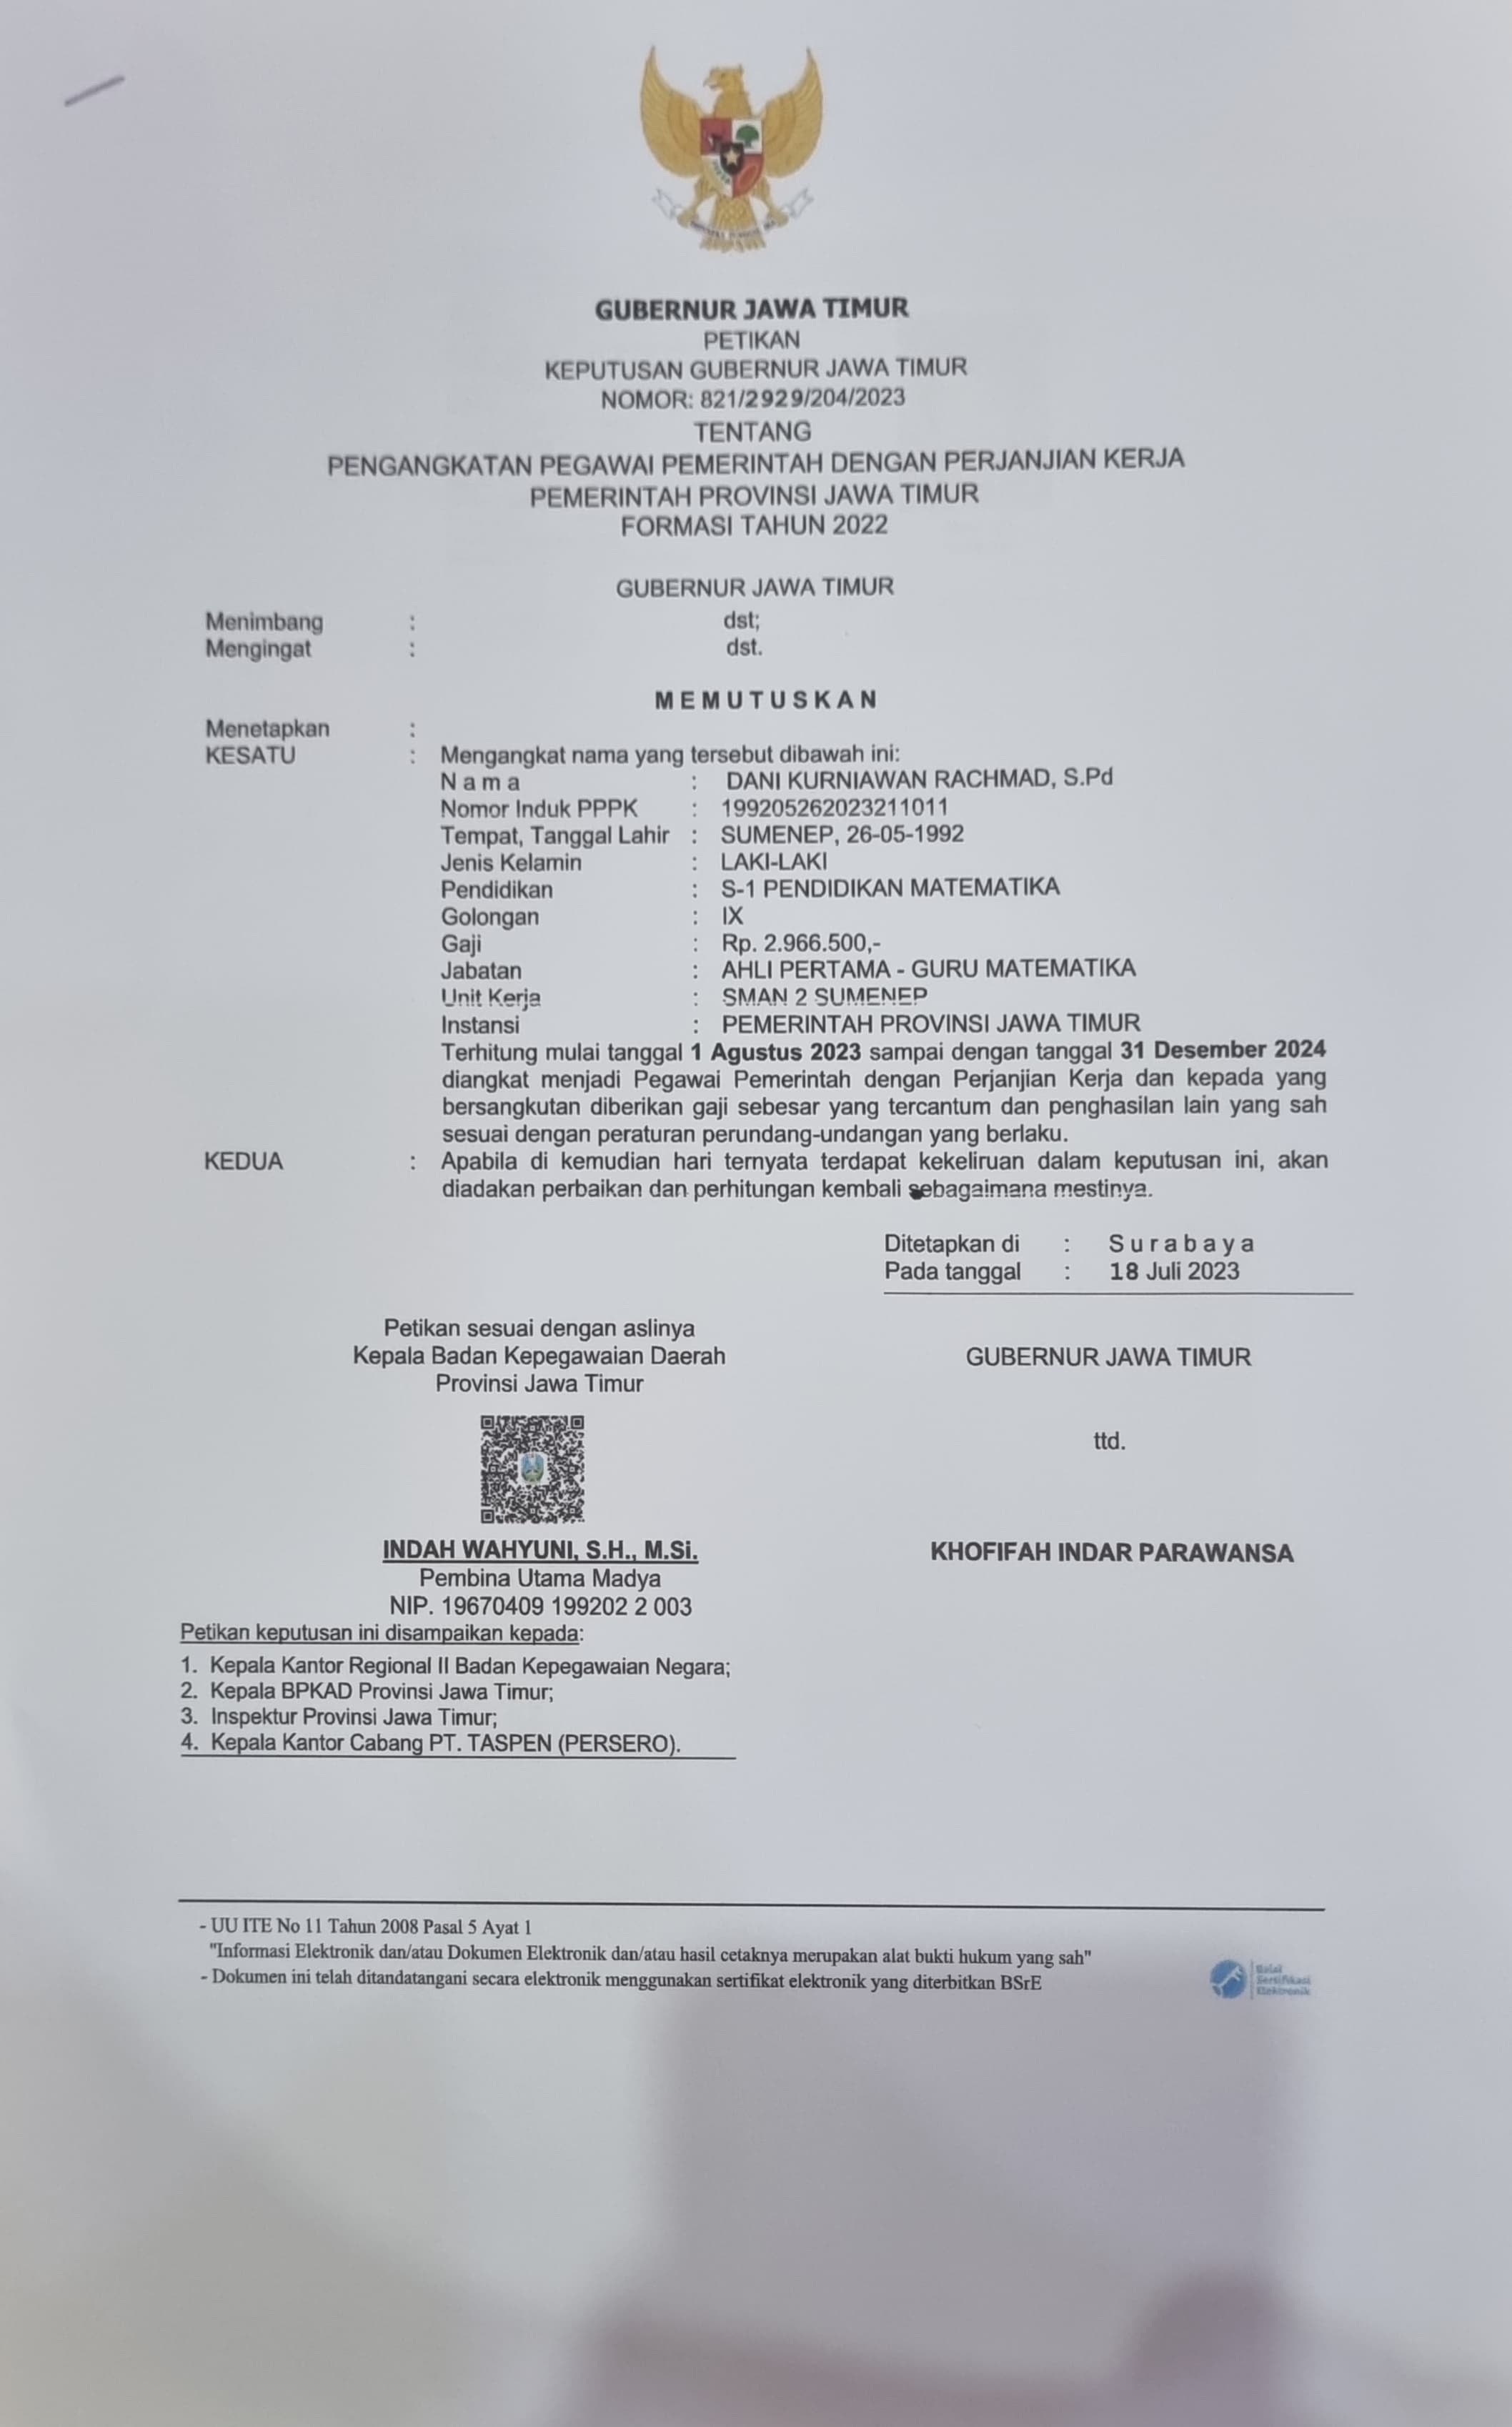 GUBERNUR JAWA TIMUR
PETIKAN
KEPUTUSAN GUBERNUR JAWA TIMUR
NOMOR: 821/2929/204/2023
TENTANG
PENGANGKATAN PEGAWAI PEMERINTAH DENGAN PERJANJIAN KERJA
PEMERINTAH PROVINSI JAWA TIMUR
FORMASI TAHUN 2022
GUBERNUR JAWA TIMUR
Menimbang : dst;
Mengingat : dst.
M E M U T U S K A N
Menetapkan :
KESATU : Mengangkat nama yang tersebut dibawah ini:
N a m a : DANI KURNIAWAN RACHMAD, S.Pd
Nomor Induk PPPK : 199205262023211011
Tempat, Tanggal Lahir : SUMENEP, 26-05-1992
Jenis Kelamin : LAKI-LAKI
Pendidikan : S-1 PENDIDIKAN MATEMATIKA
Golongan : IX
Gaji : Rp. 2.966.500,-
Jabatan : AHLI PERTAMA - GURU MATEMATIKA
Unit Kerja : SMAN 2 SUMENEP
Instansi : PEMERINTAH PROVINSI JAWA TIMUR
Terhitung mulai tanggal 1 Agustus 2023 sampai dengan tanggal 31 Desember 2024
diangkat menjadi Pegawai Pemerintah dengan Perjanjian Kerja dan kepada yang
bersangkutan diberikan gaji sebesar yang tercantum dan penghasilan lain yang sah
sesuai dengan peraturan perundang-undangan yang berlaku.
KEDUA : Apabila di kemudian hari ternyata terdapat kekeliruan dalam keputusan ini, akan
diadakan perbaikan dan perhitungan kembali sebagaimana mestinya.
Ditetapkan di : S u r a b a y a
Pada tanggal : 18 Juli 2023
Petikan sesuai dengan aslinya
Kepala Badan Kepegawaian Daerah
Provinsi Jawa Timur
INDAH WAHYUNI, S.H., M.Si.
Pembina Utama Madya
NIP. 19670409 199202 2 003
GUBERNUR JAWA TIMUR
ttd.
KHOFIFAH INDAR PARAWANSA
Petikan keputusan ini disampaikan kepada:
1. Kepala Kantor Regional II Badan Kepegawaian Negara;
2. Kepala BPKAD Provinsi Jawa Timur;
3. Inspektur Provinsi Jawa Timur;
4. Kepala Kantor Cabang PT. TASPEN (PERSERO).
- UU ITE No 11 Tahun 2008 Pasal 5 Ayat 1
"Informasi Elektronik dan/atau Dokumen Elektronik dan/atau hasil cetaknya merupakan alat bukti hukum yang sah"
- Dokumen ini telah ditandatangani secara elektronik menggunakan sertifikat elektronik yang diterbitkan BSrE
Balai
Sertifikasi
Elektronik